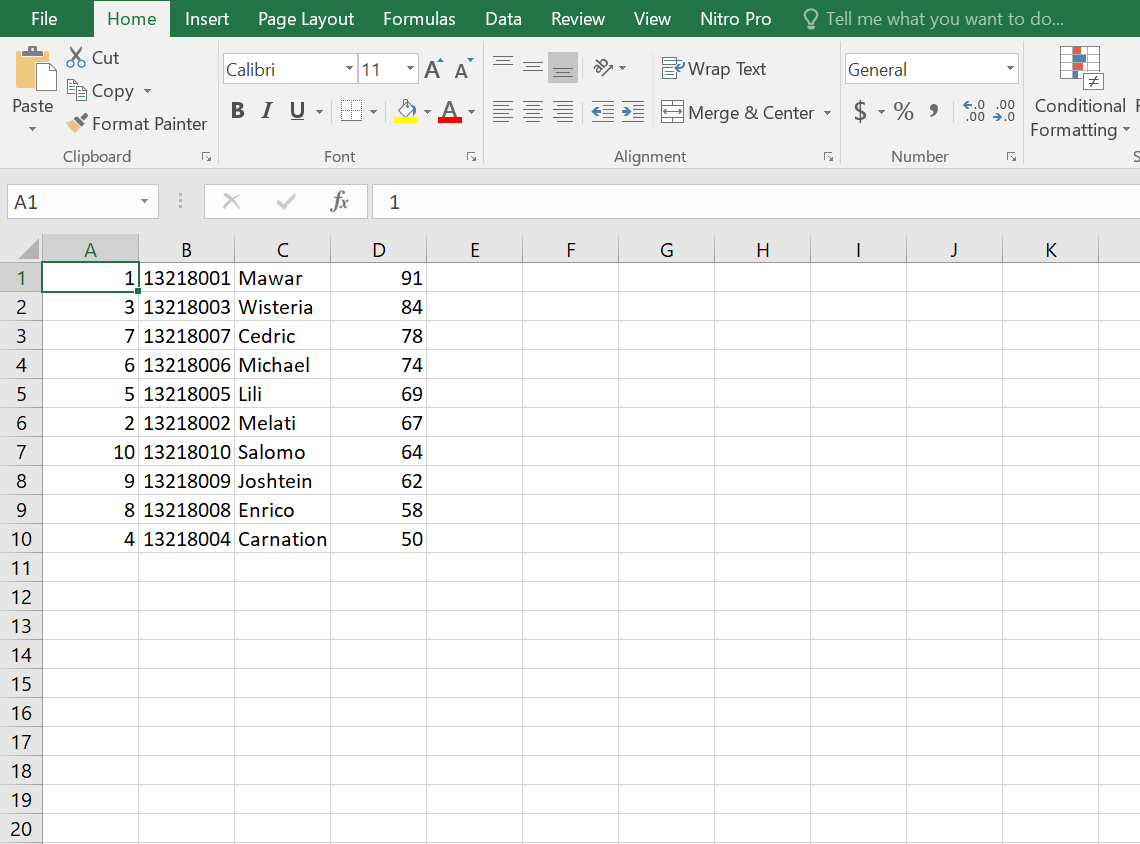 File Home Insert Page Layout Formulas Data Review View Nitro Pro Tell me what you want to do...
Paste
Cut
Copy
Format Painter
Clipboard
Calibri 11 A A
B I U A
Font
Wrap Text
Merge & Center
Alignment
General
$ % , .0 .00 .00 .0
Number
Conditional
Formatting
A1 fx 1
A B C D E F G H I J K
1 1 13218001 Mawar 91
2 3 13218003 Wisteria 84
3 7 13218007 Cedric 78
4 6 13218006 Michael 74
5 5 13218005 Lili 69
6 2 13218002 Melati 67
7 10 13218010 Salomo 64
8 9 13218009 Joshtein 62
9 8 13218008 Enrico 58
10 4 13218004 Carnation 50
11
12
13
14
15
16
17
18
19
20